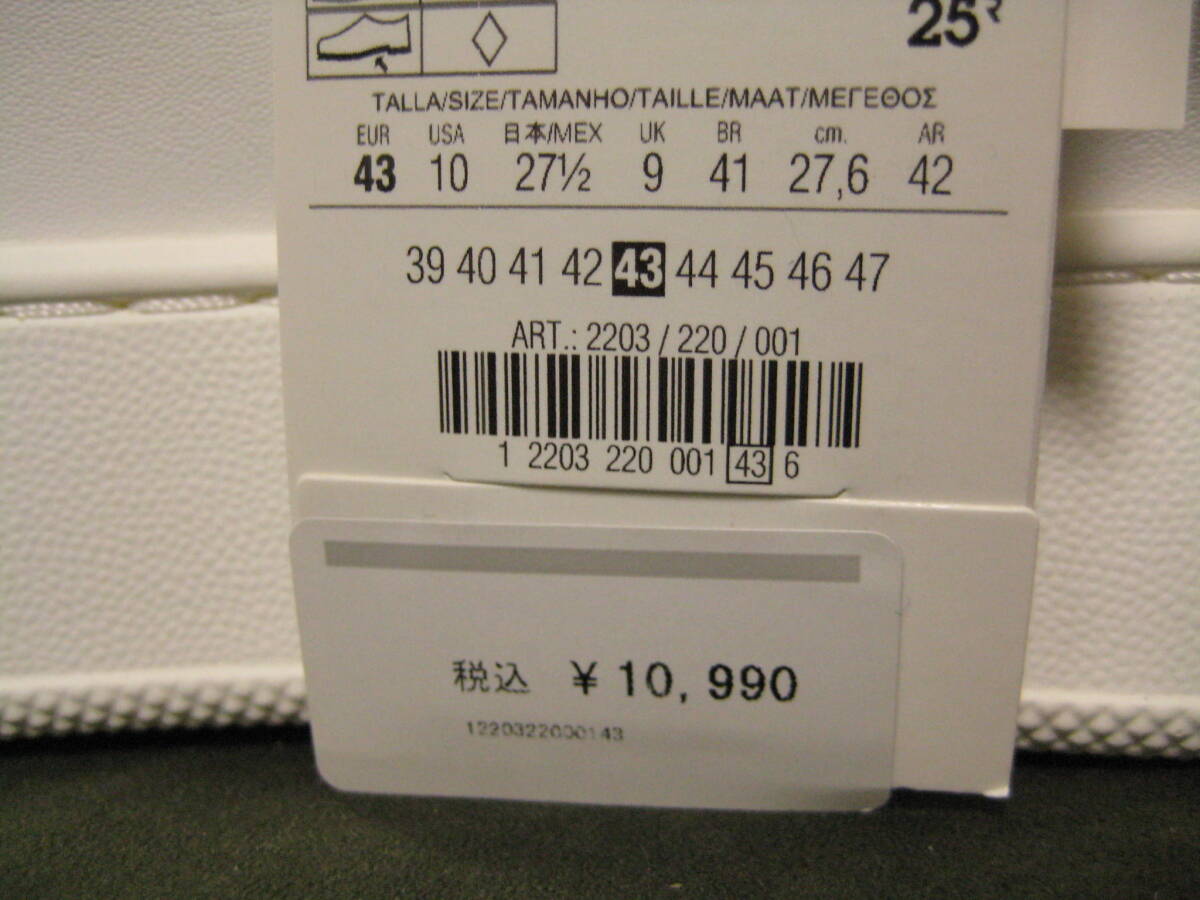 25R
TALLA/SIZE/TAMANHO/TAILLE/MAAT/ΜΕΓΕΘΟΣ
EUR USA 日本/MEX UK BR cm. AR
43 10 27½ 9 41 27,6 42
39 40 41 42 43 44 45 46 47
ART.: 2203 / 220 / 001
1 2203 220 001 43 6
税込 ¥10,990
1220322000143